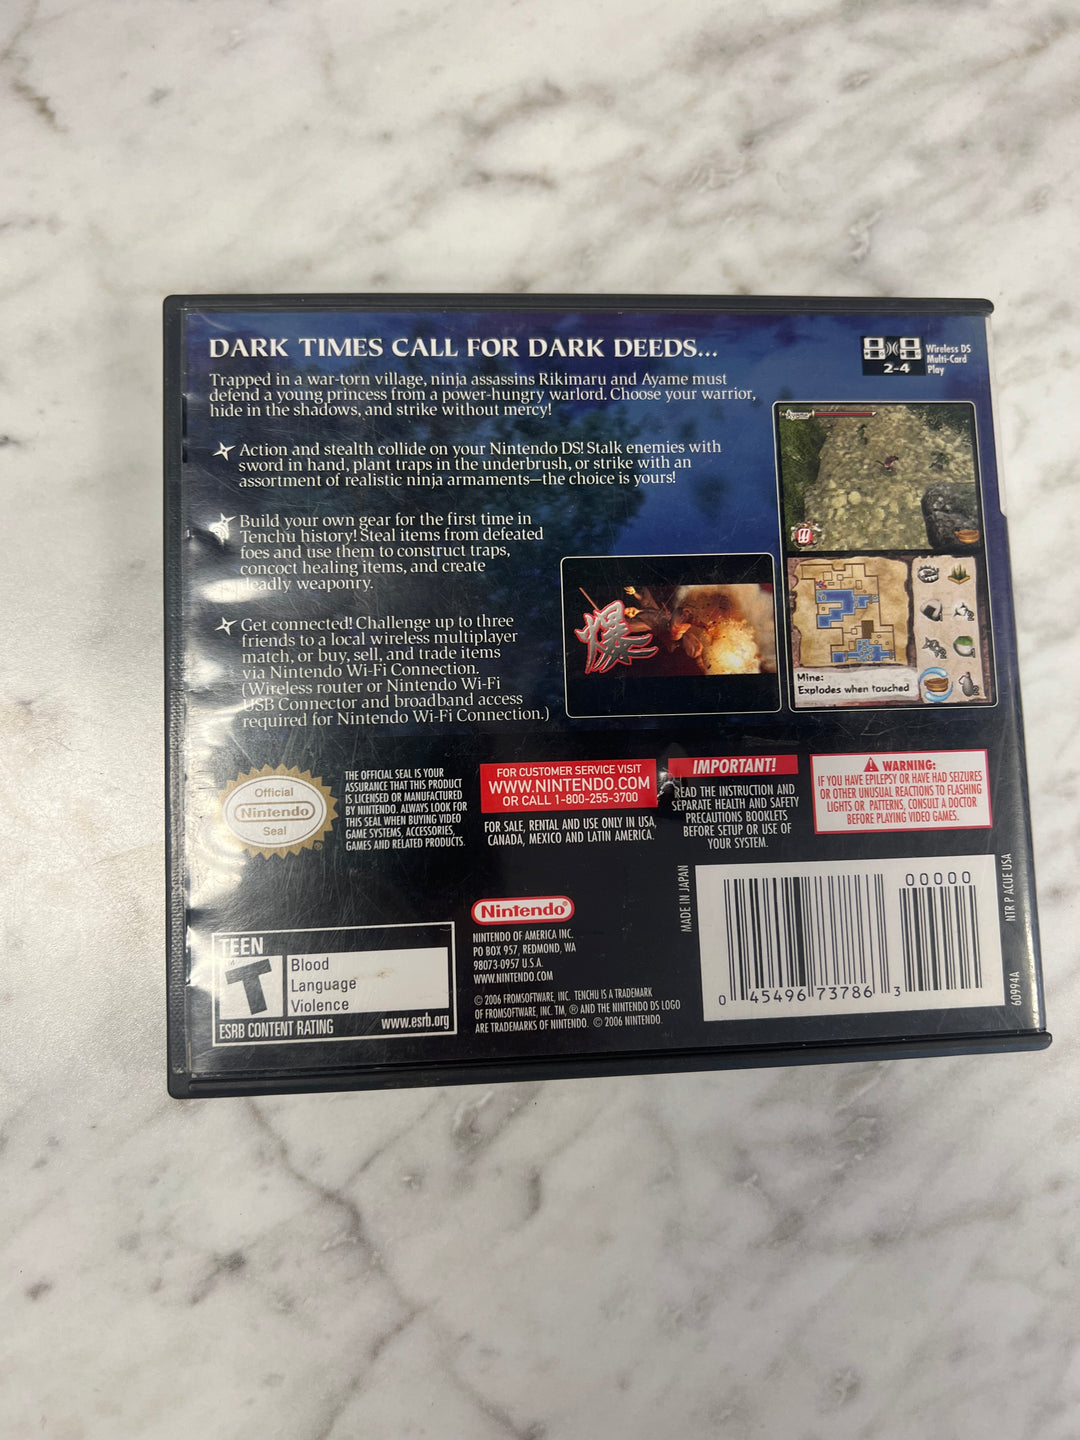 DARK TIMES CALL FOR DARK DEEDS...
Trapped in a war-torn village, ninja assassins Rikimaru and Ayame must
defend a young princess from a power-hungry warlord. Choose your warrior,
hide in the shadows, and strike without mercy!
Wireless DS
Multi-Card
Play
2-4
Action and stealth collide on your Nintendo DS! Stalk enemies with
sword in hand, plant traps in the underbrush, or strike with an
assortment of realistic ninja armaments—the choice is yours!
Build your own gear for the first time in
Tenchu history! Steal items from defeated
foes and use them to construct traps,
concoct healing items, and create
deadly weaponry.
Get connected! Challenge up to three
friends to a local wireless multiplayer
match, or buy, sell, and trade items
via Nintendo Wi-Fi Connection.
(Wireless router or Nintendo Wi-Fi
USB Connector and broadband access
required for Nintendo Wi-Fi Connection.)
爆
Mine:
Explodes when touched
Official
Nintendo
Seal
®
THE OFFICIAL SEAL IS YOUR
ASSURANCE THAT THIS PRODUCT
IS LICENSED OR MANUFACTURED
BY NINTENDO. ALWAYS LOOK FOR
THIS SEAL WHEN BUYING VIDEO
GAME SYSTEMS, ACCESSORIES,
GAMES AND RELATED PRODUCTS.
FOR CUSTOMER SERVICE VISIT
WWW.NINTENDO.COM
OR CALL 1-800-255-3700
FOR SALE, RENTAL AND USE ONLY IN USA,
CANADA, MEXICO AND LATIN AMERICA.
IMPORTANT!
READ THE INSTRUCTION AND
SEPARATE HEALTH AND SAFETY
PRECAUTIONS BOOKLETS
BEFORE SETUP OR USE OF
YOUR SYSTEM.
WARNING:
IF YOU HAVE EPILEPSY OR HAVE HAD SEIZURES
OR OTHER UNUSUAL REACTIONS TO FLASHING
LIGHTS OR PATTERNS, CONSULT A DOCTOR
BEFORE PLAYING VIDEO GAMES.
TEEN
T
Blood
Language
Violence
ESRB CONTENT RATING
www.esrb.org
Nintendo®
NINTENDO OF AMERICA INC.
PO BOX 957, REDMOND, WA
98073-0957 U.S.A.
WWW.NINTENDO.COM
© 2006 FROMSOFTWARE, INC. TENCHU IS A TRADEMARK
OF FROMSOFTWARE, INC. TM, ® AND THE NINTENDO DS LOGO
ARE TRADEMARKS OF NINTENDO. © 2006 NINTENDO.
MADE IN JAPAN
00000
0 45496 73786 3
NTR P ACUE USA
60994A